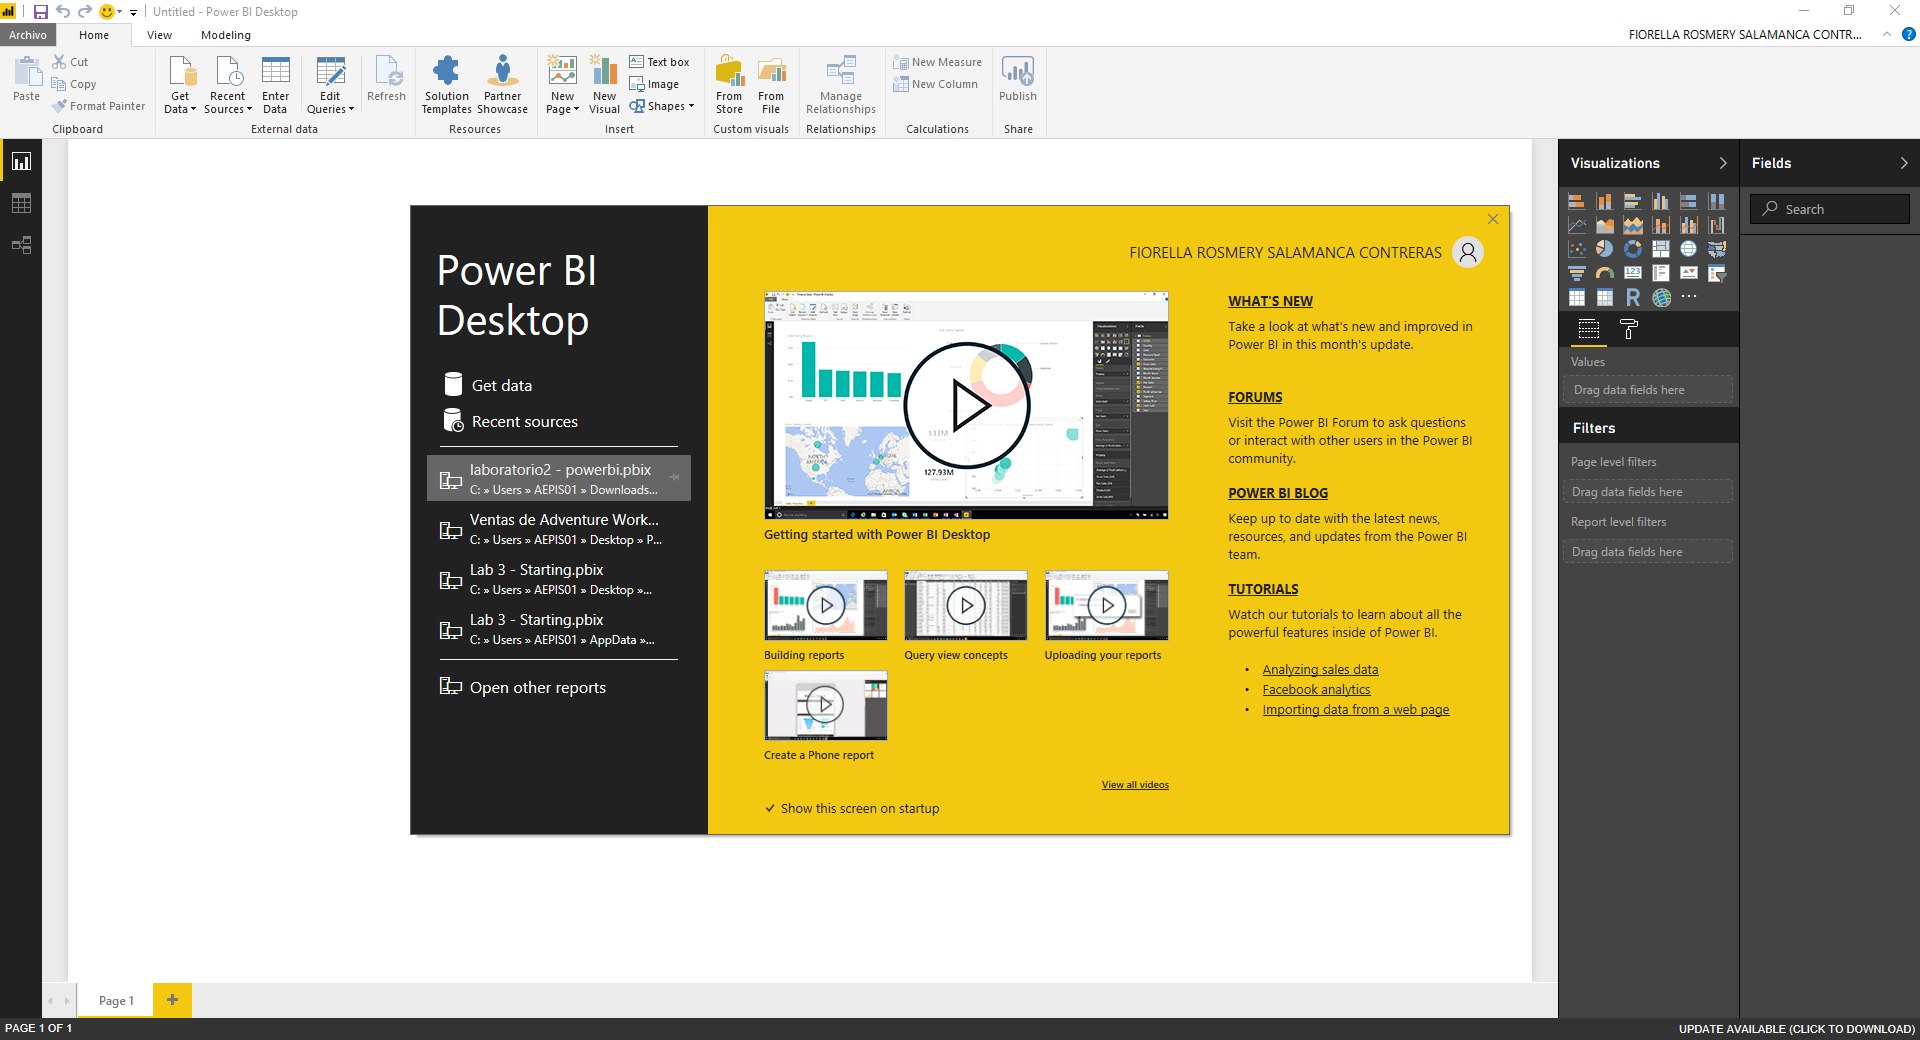 Untitled - Power BI Desktop
Archivo
Home
View
Modeling
FIORELLA ROSMERY SALAMANCA CONTR...
Paste
Cut
Copy
Format Painter
Clipboard
Get
Data
Recent
Sources
Enter
Data
Edit
Queries
Refresh
External data
Solution
Templates
Partner
Showcase
Resources
New
Page
New
Visual
Text box
Image
Shapes
Insert
From
Store
From
File
Custom visuals
Manage
Relationships
Relationships
New Measure
New Column
Calculations
Publish
Share
Power BI
Desktop
Get data
Recent sources
laboratorio2 - powerbi.pbix
C: » Users » AEPIS01 » Downloads...
Ventas de Adventure Work...
C: » Users » AEPIS01 » Desktop » P...
Lab 3 - Starting.pbix
C: » Users » AEPIS01 » Desktop »...
Lab 3 - Starting.pbix
C: » Users » AEPIS01 » AppData »...
Open other reports
FIORELLA ROSMERY SALAMANCA CONTRERAS
NORTH
AMERICA
1.13M
127.93M
Getting started with Power BI Desktop
Building reports
Query view concepts
Uploading your reports
Create a Phone report
View all videos
✓ Show this screen on startup
WHAT'S NEW
Take a look at what's new and improved in
Power BI in this month's update.
FORUMS
Visit the Power BI Forum to ask questions
or interact with other users in the Power BI
community.
POWER BI BLOG
Keep up to date with the latest news,
resources, and updates from the Power BI
team.
TUTORIALS
Watch our tutorials to learn about all the
powerful features inside of Power BI.
• Analyzing sales data
• Facebook analytics
• Importing data from a web page
Visualizations
123
R
...
Values
Drag data fields here
Filters
Page level filters
Drag data fields here
Report level filters
Drag data fields here
Fields
Search
Page 1
+
PAGE 1 OF 1
UPDATE AVAILABLE (CLICK TO DOWNLOAD)